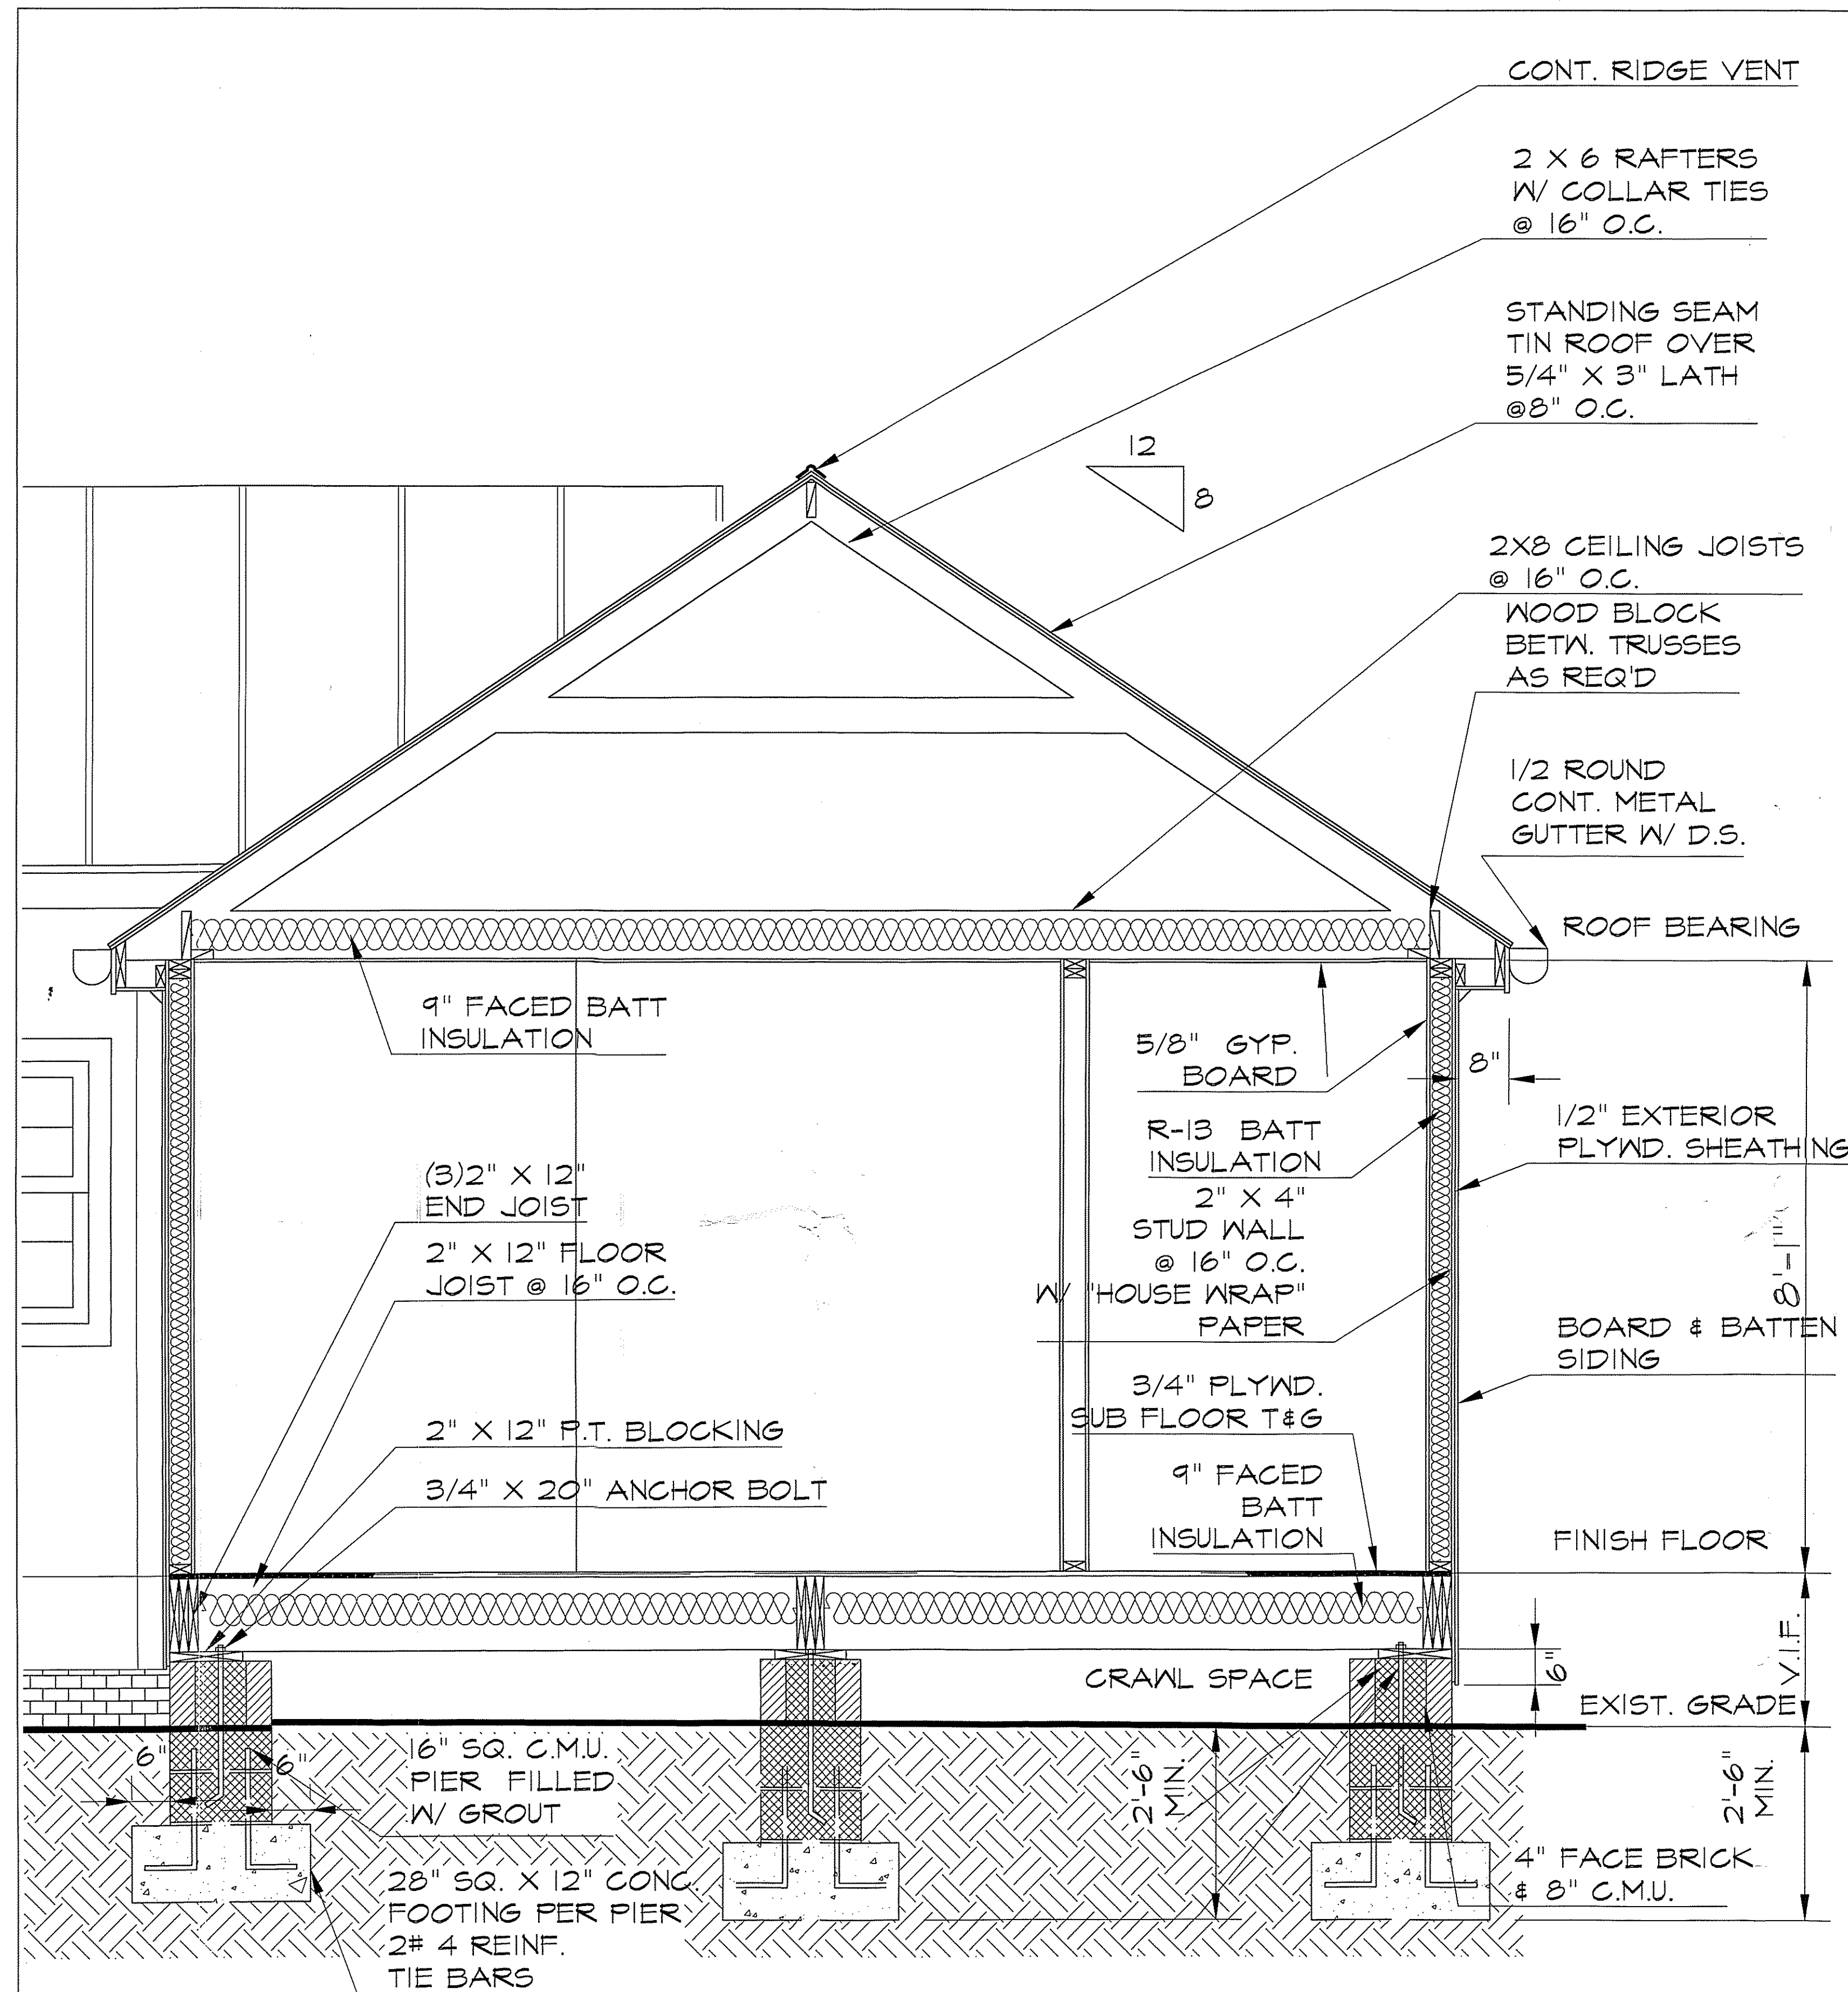 CONT. RIDGE VENT
2 X 6 RAFTERS
W/ COLLAR TIES
@ 16" O.C.
STANDING SEAM
TIN ROOF OVER
5/4" X 3" LATH
@8" O.C.
12
8
2X8 CEILING JOISTS
@ 16" O.C.
WOOD BLOCK
BETW. TRUSSES
AS REQ'D
1/2 ROUND
CONT. METAL
GUTTER W/ D.S.
ROOF BEARING
9" FACED BATT
INSULATION
5/8" GYP.
BOARD
8"
R-13 BATT
INSULATION
1/2" EXTERIOR
PLYWD. SHEATHING
(3)2" X 12"
END JOIST
2" X 4"
STUD WALL
@ 16" O.C.
W/ "HOUSE WRAP"
PAPER
2" X 12" FLOOR
JOIST @ 16" O.C.
8'-1"
BOARD & BATTEN
SIDING
3/4" PLYWD.
SUB FLOOR T&G
2" X 12" P.T. BLOCKING
3/4" X 20" ANCHOR BOLT
9" FACED
BATT
INSULATION
FINISH FLOOR
CRAWL SPACE
6"
V.I.F.
EXIST. GRADE
6"
6"
16" SQ. C.M.U.
PIER FILLED
W/ GROUT
2'-6"
MIN.
2'-6"
MIN.
4" FACE BRICK
& 8" C.M.U.
28" SQ. X 12" CONC.
FOOTING PER PIER
2# 4 REINF.
TIE BARS